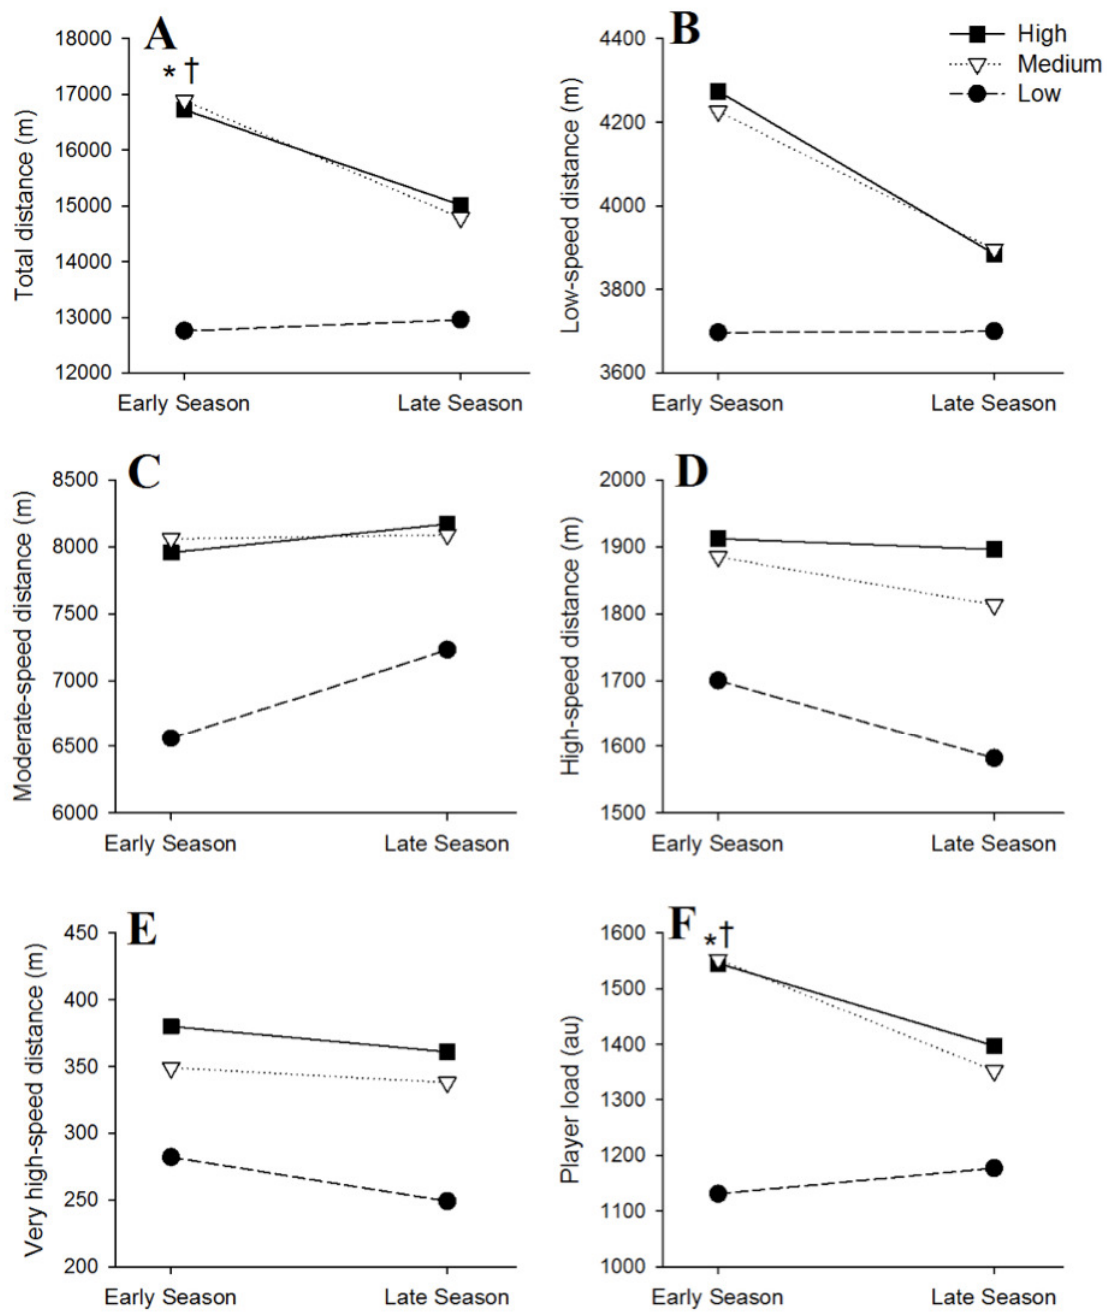 A
18000
17000
16000
15000
14000
13000
12000
Total distance (m)
* †
Early Season
Late Season
B
4400
4200
4000
3800
3600
Low-speed distance (m)
High
Medium
Low
Early Season
Late Season
C
8500
8000
7500
7000
6500
6000
Moderate-speed distance (m)
Early Season
Late Season
D
2000
1900
1800
1700
1600
1500
High-speed distance (m)
Early Season
Late Season
E
450
400
350
300
250
200
Very high-speed distance (m)
Early Season
Late Season
F
1600
1500
1400
1300
1200
1100
1000
Player load (au)
*†
Early Season
Late Season